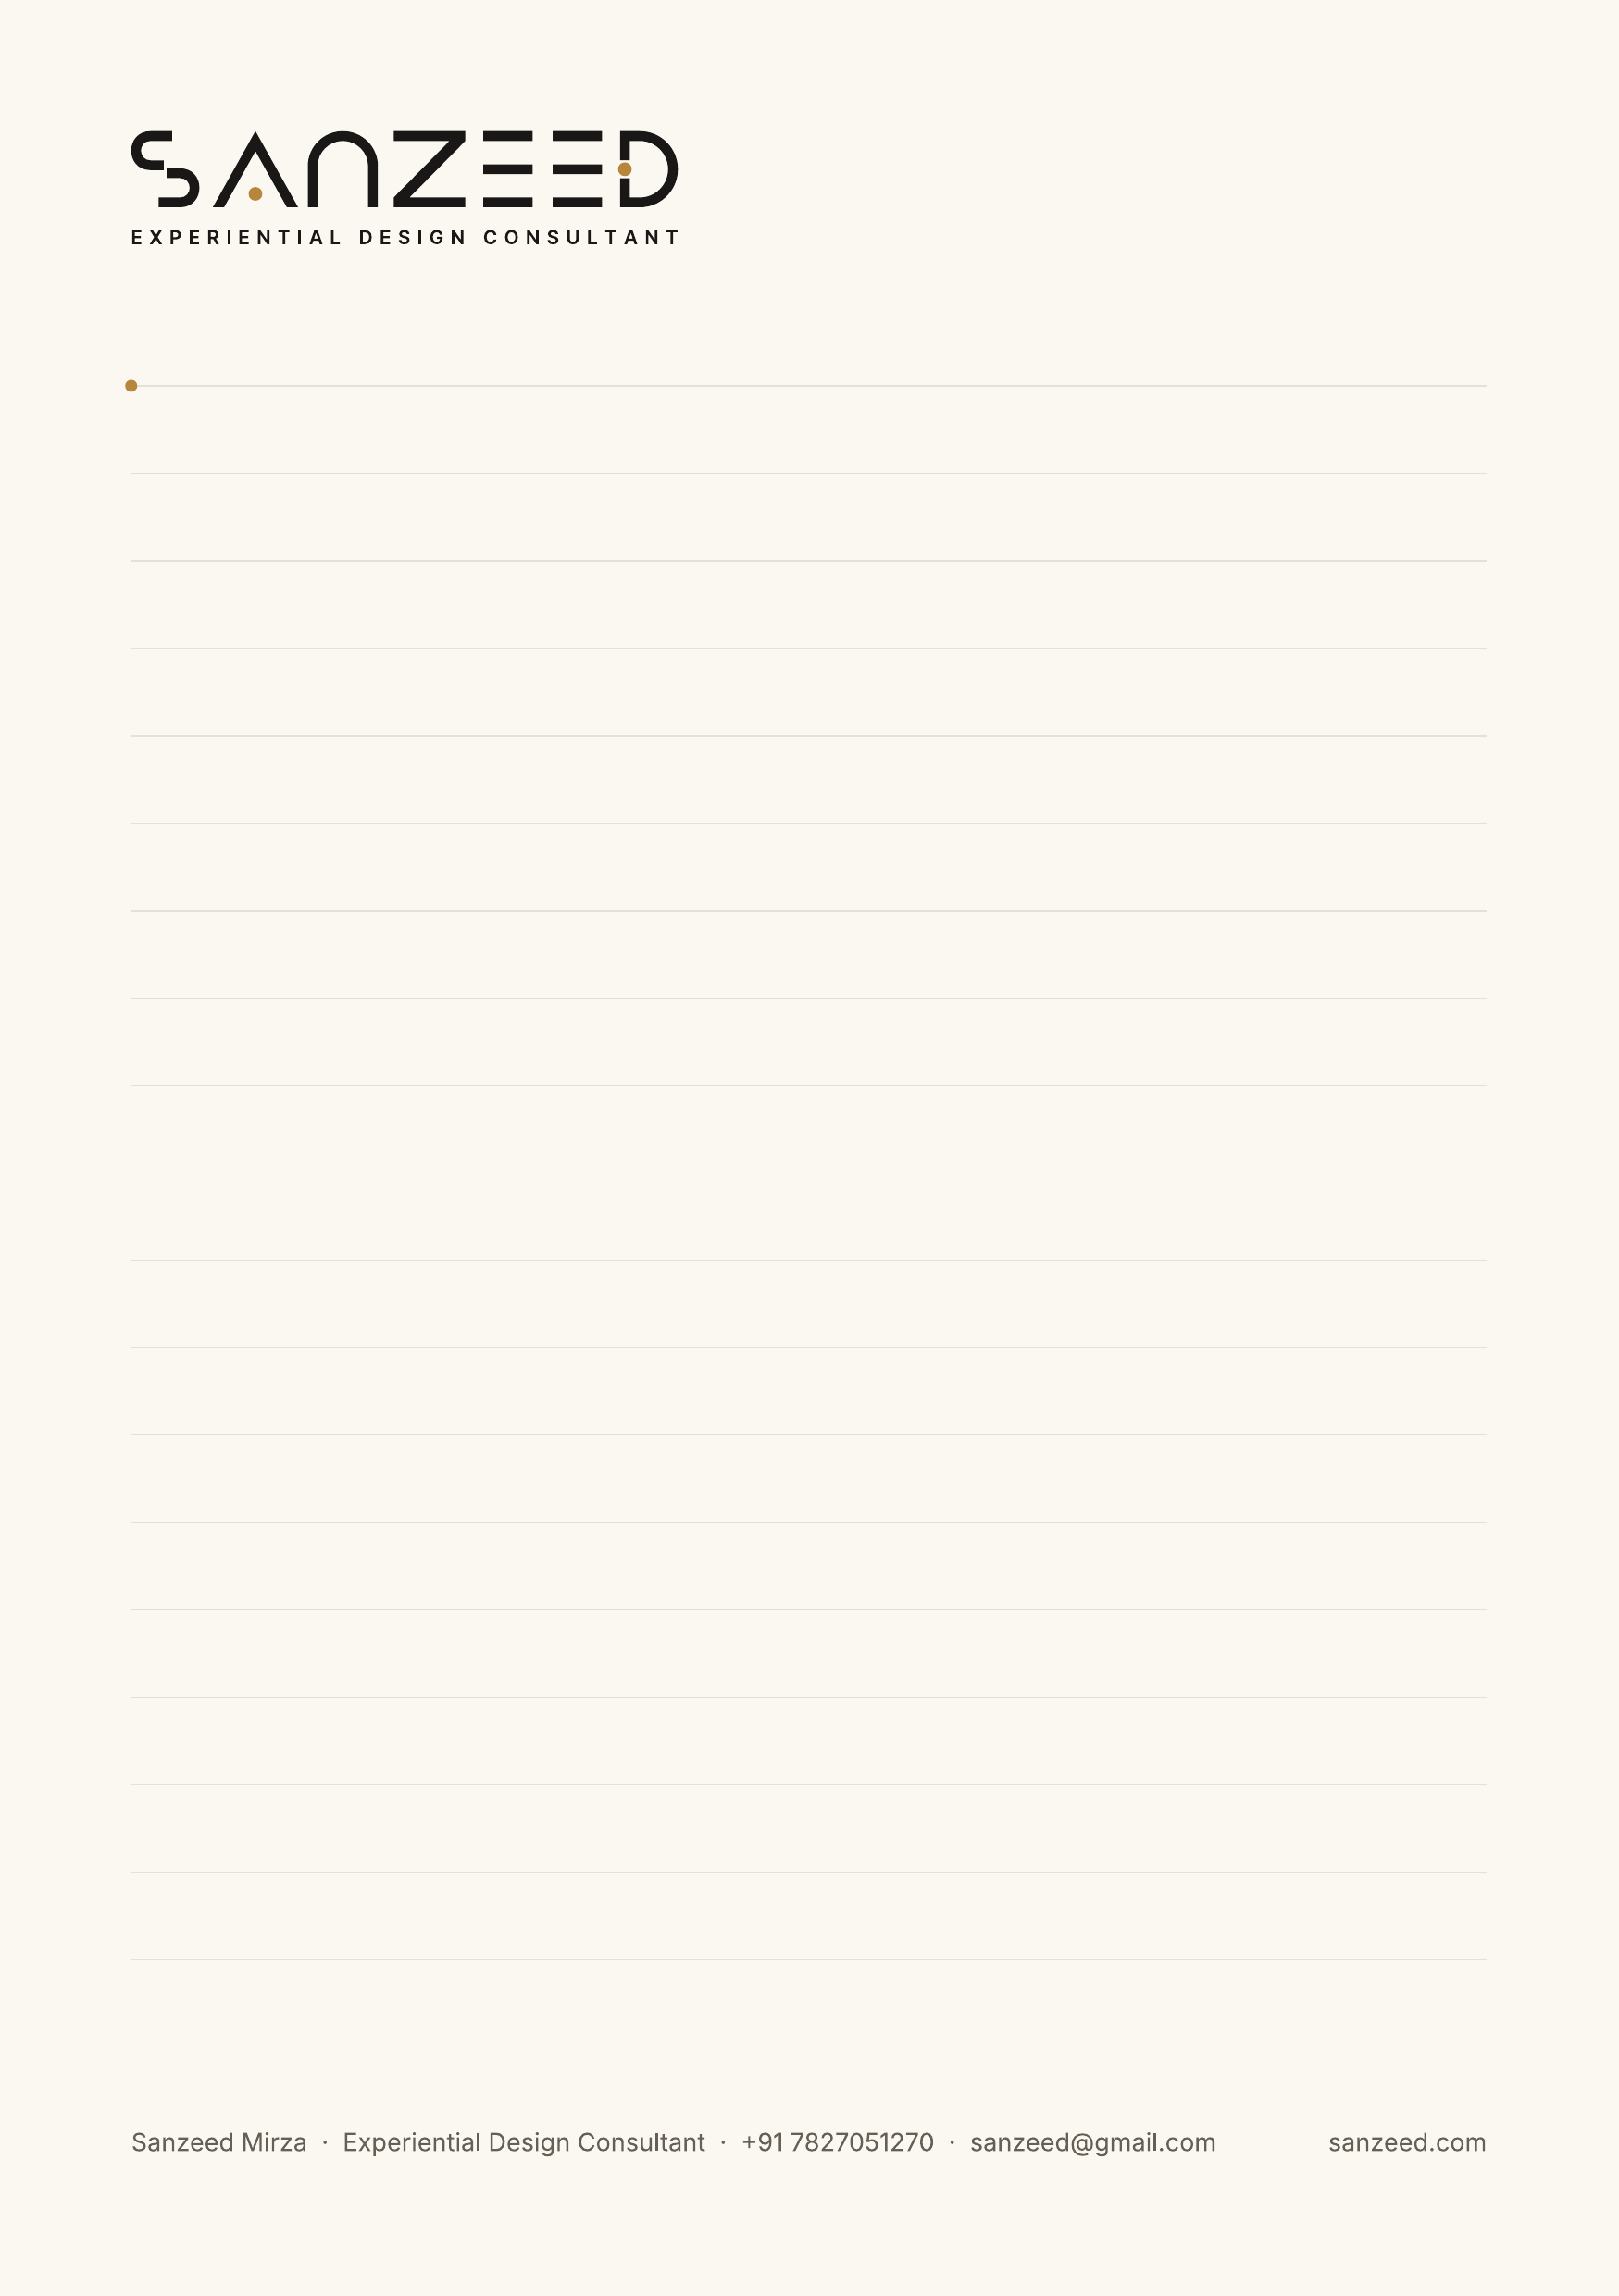 SANZEED
EXPERIENTIAL DESIGN CONSULTANT
Sanzeed Mirza · Experiential Design Consultant · +91 7827051270 · sanzeed@gmail.com sanzeed.com